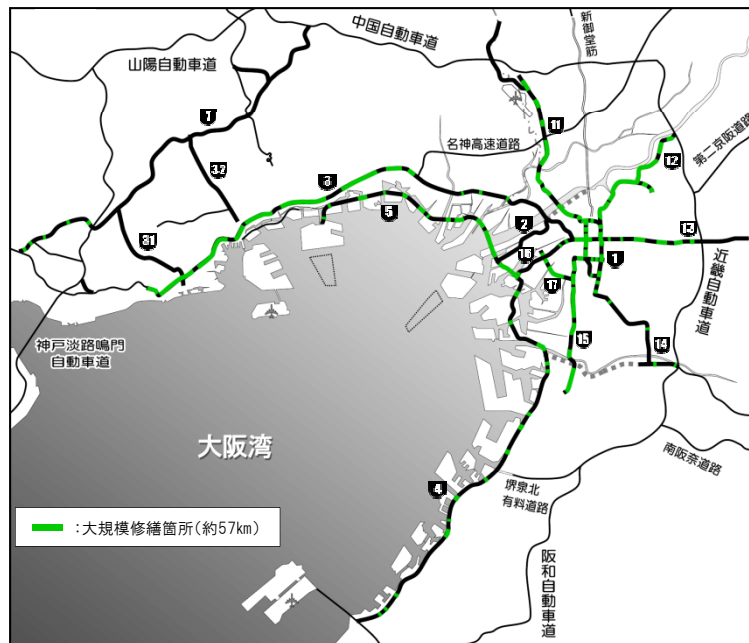 中国自動車道
新御堂筋
山陽自動車道
7
11
名神高速道路
第二京阪道路
12
32
3
5
2
13
31
16
1
近畿自動車道
17
神戸淡路鳴門
自動車道
15
14
大阪湾
南阪奈道路
4
堺泉北
有料道路
:大規模修繕箇所(約57km)
阪和自動車道